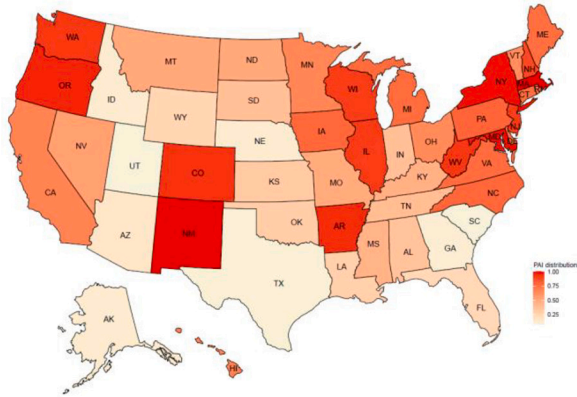 WA
ME
MT
ND
VT
OR
MN
NH
ID
WI
NY
MA
SD
CT
MI
WY
IA
PA
NJ
NE
NV
OH
IL
IN
UT
CO
WV
VA
CA
KS
MO
KY
NC
TN
OK
AR
SC
AZ
NM
MS
AL
GA
LA
TX
PAI distribution
1.00
0.75
0.50
0.25
FL
AK
HI